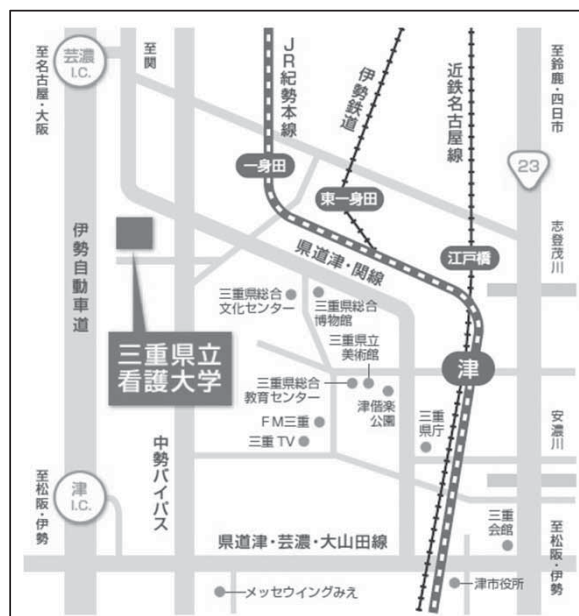 至名古屋・大阪
芸濃
I.C.
至関
JR紀勢本線
伊勢鉄道
近鉄名古屋線
至鈴鹿・四日市
23
一身田
東一身田
江戸橋
志登茂川
伊勢自動車道
県道津・関線
三重県総合
文化センター
三重県総合
博物館
三重県立
美術館
三重県立
看護大学
津
三重県総合
教育センター
津偕楽
公園
FM三重
三重TV
三重
県庁
安濃川
中勢バイパス
至松阪・伊勢
津
I.C.
三重
会館
至松阪・伊勢
県道津・芸濃・大山田線
メッセウイングみえ
津市役所